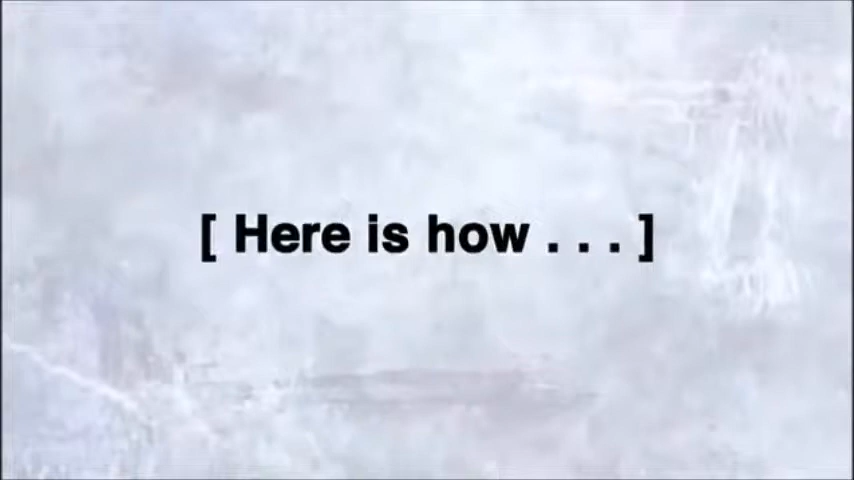 [ Here is how . . . ]